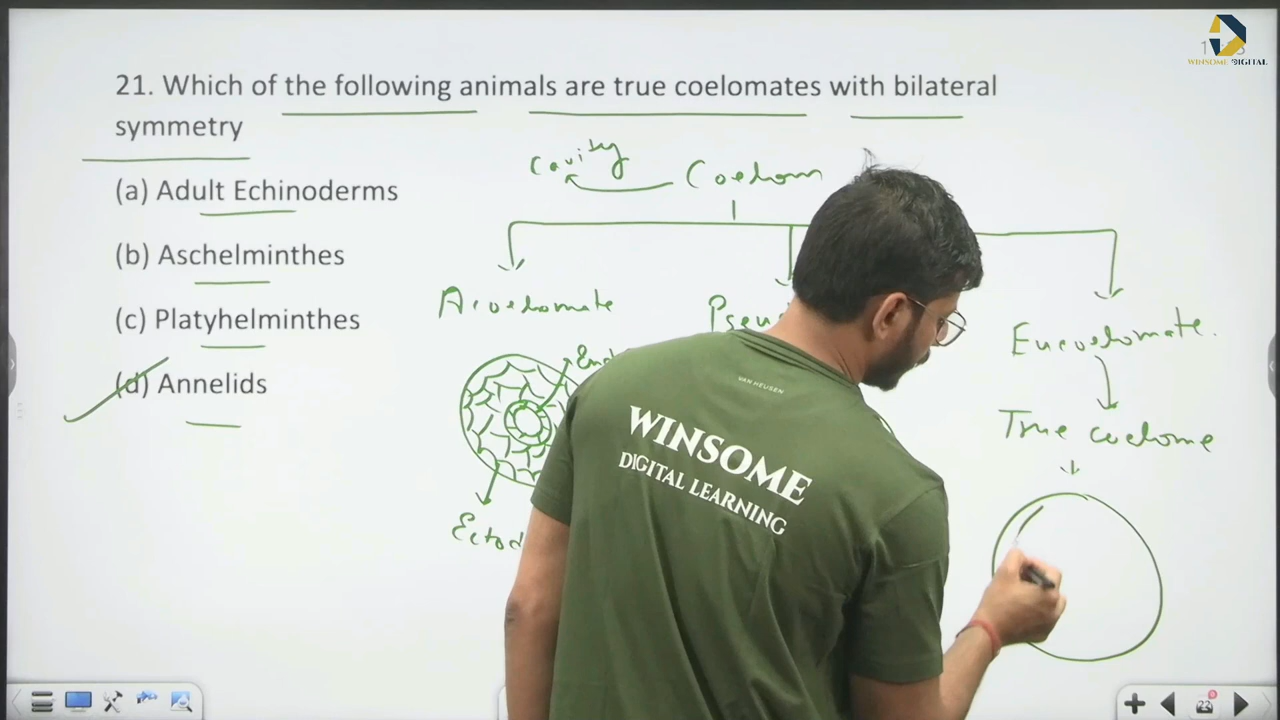 WINSOME DIGITAL
21. Which of the following animals are true coelomates with bilateral
symmetry
(a) Adult Echinoderms
(b) Aschelminthes
(c) Platyhelminthes
(d) Annelids
Cavity
Coelom
Acoelomate
Eucoelomate.
True coelome
VAN HEUSEN
WINSOME
DIGITAL LEARNING
22